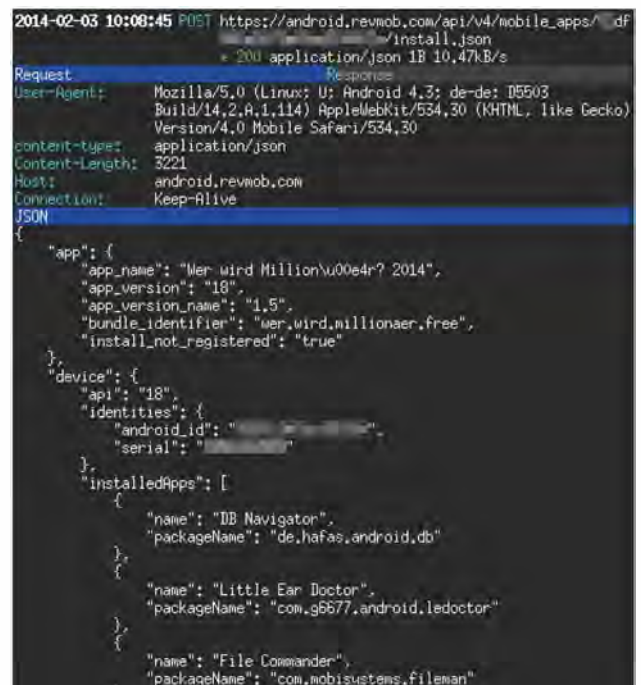 2014-02-03 10:08:45 POST https://android.revmob.com/api/v4/mobile_apps/ df
/install.json
← 200 application/json 1B 10.47kB/s
Request Response
User-Agent: Mozilla/5.0 (Linux; U; Android 4.3; de-de; D5503
Build/14.2.A.1.114) AppleWebKit/534.30 (KHTML, like Gecko)
Version/4.0 Mobile Safari/534.30
content-type: application/json
Content-Length: 3221
Host: android.revmob.com
Connection: Keep-Alive
JSON
{
"app": {
"app_name": "Wer wird Million\u00e4r? 2014",
"app_version": "18",
"app_version_name": "1.5",
"bundle_identifier": "wer.wird.millionaer.free",
"install_not_registered": "true"
},
"device": {
"api": "18",
"identities": {
"android_id": " ",
"serial": " "
},
"installedApps": [
{
"name": "DB Navigator",
"packageName": "de.hafas.android.db"
},
{
"name": "Little Ear Doctor",
"packageName": "com.g6677.android.ledoctor"
},
{
"name": "File Commander",
"packageName": "com.mobisystems.fileman"